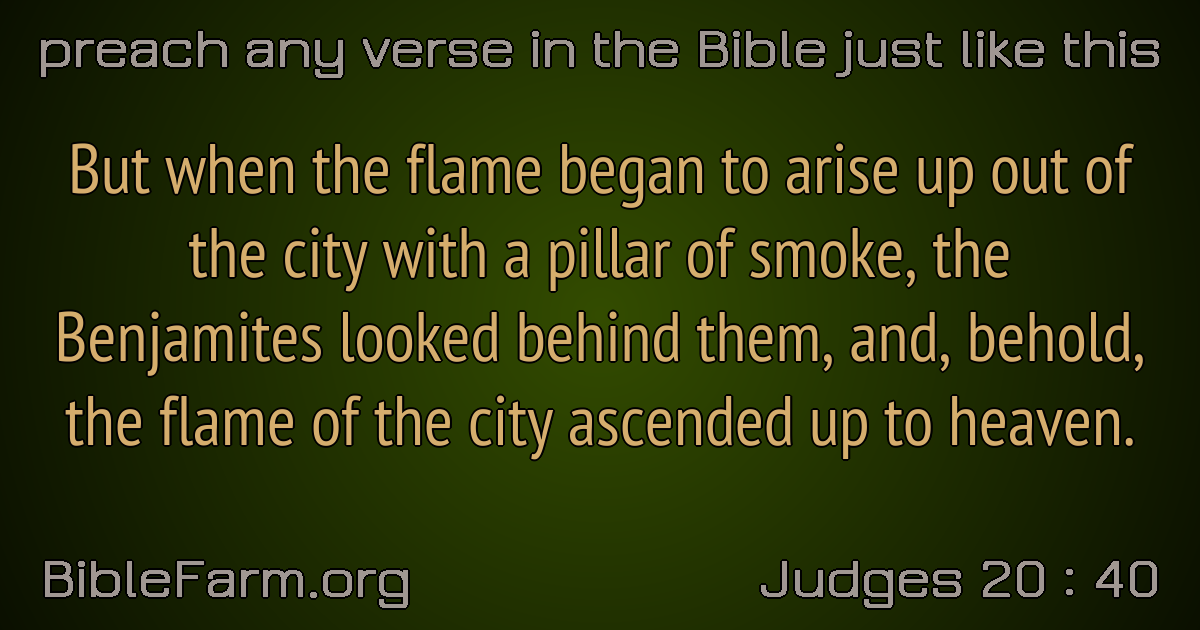 preach any verse in the Bible just like this
But when the flame began to arise up out of
the city with a pillar of smoke, the
Benjamites looked behind them, and, behold,
the flame of the city ascended up to heaven.
BibleFarm.org
Judges 20 : 40